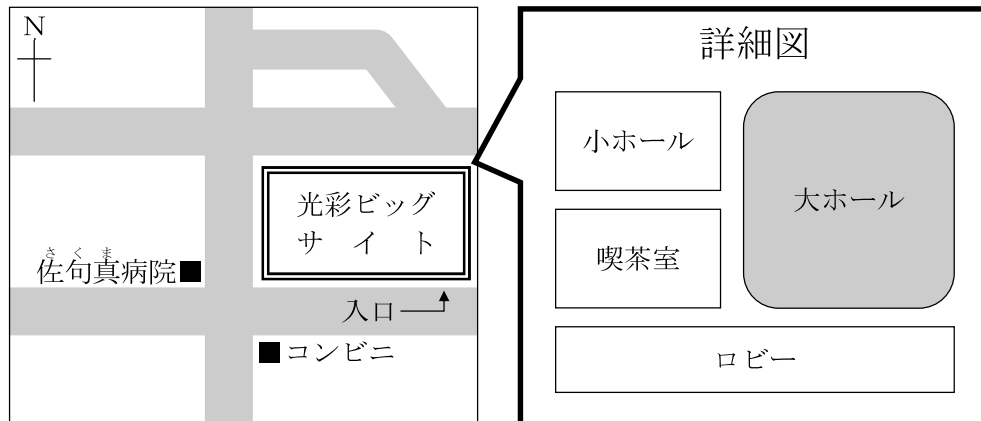 N
光彩ビッグ
サイト
さくま
佐句真病院
入口
コンビニ
詳細図
小ホール
大ホール
喫茶室
ロビー